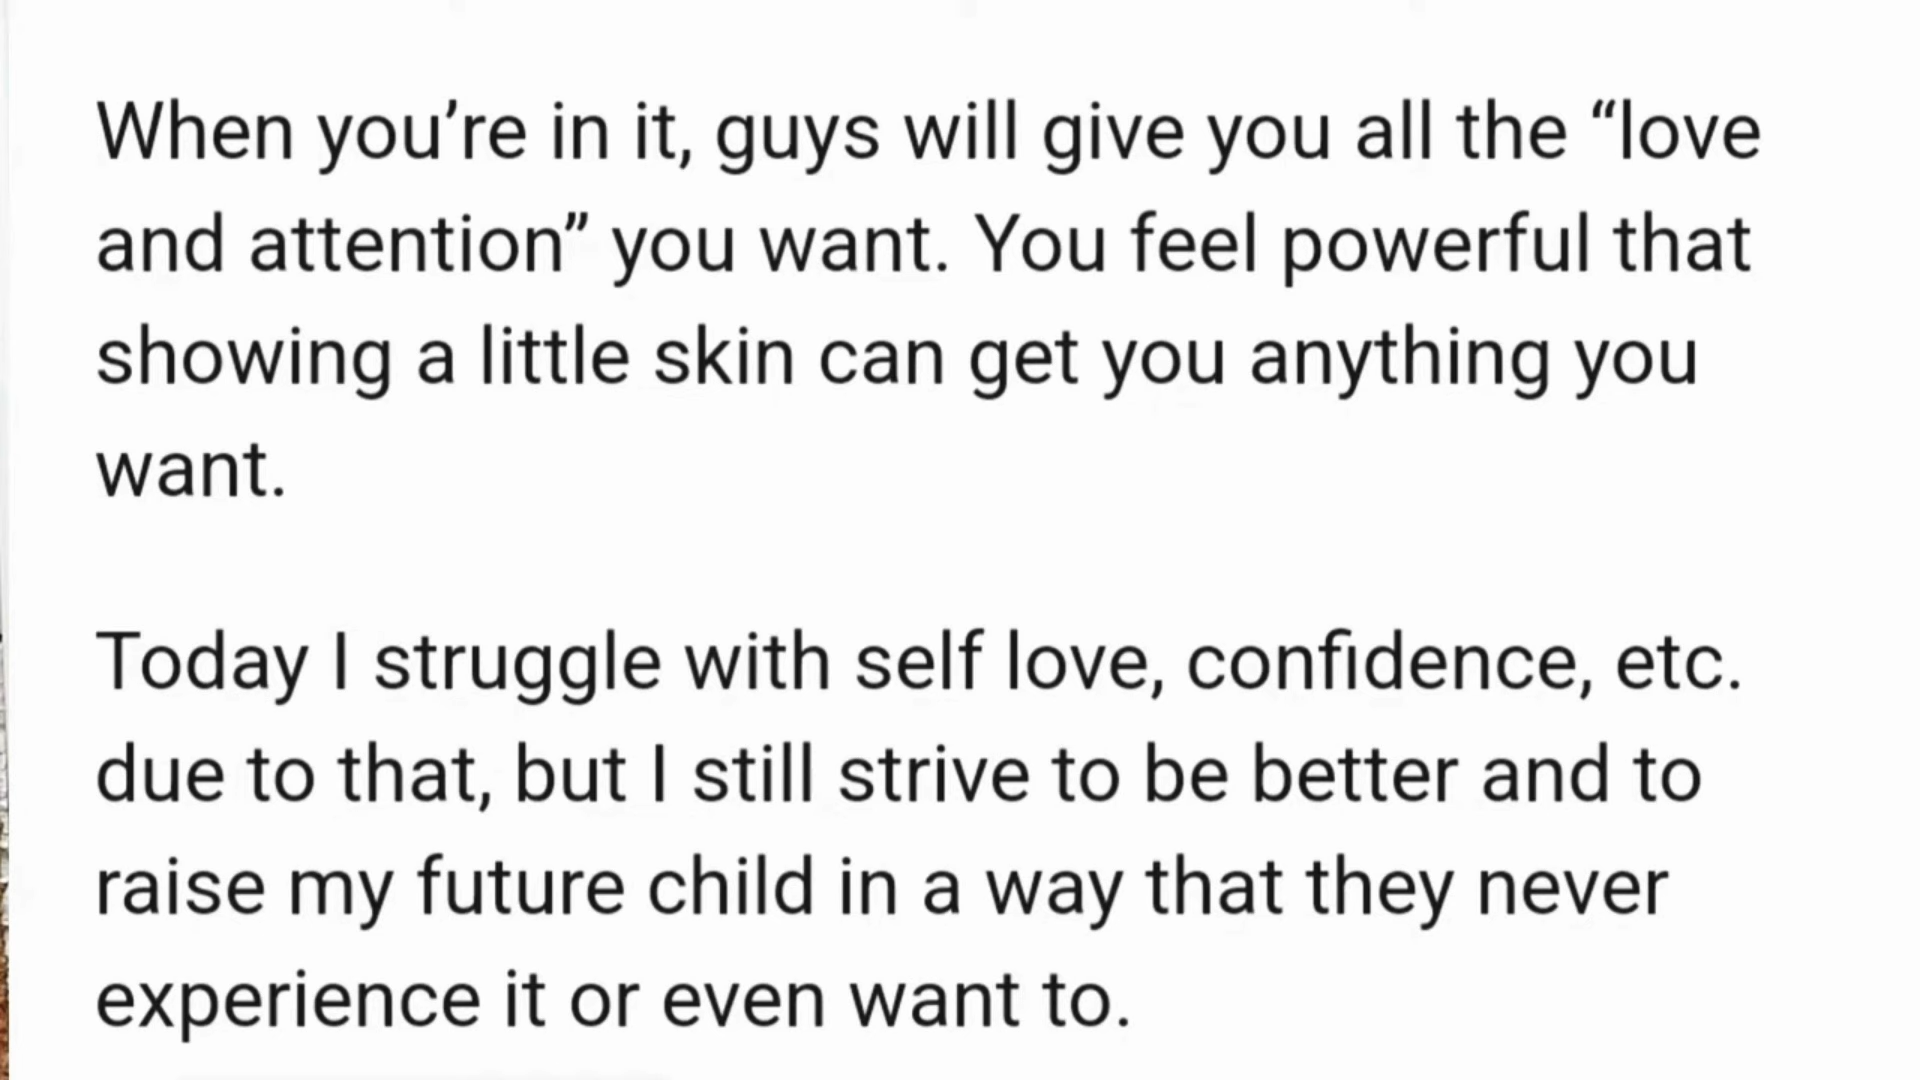 When you’re in it, guys will give you all the “love
and attention” you want. You feel powerful that
showing a little skin can get you anything you
want.
Today I struggle with self love, confidence, etc.
due to that, but I still strive to be better and to
raise my future child in a way that they never
experience it or even want to.